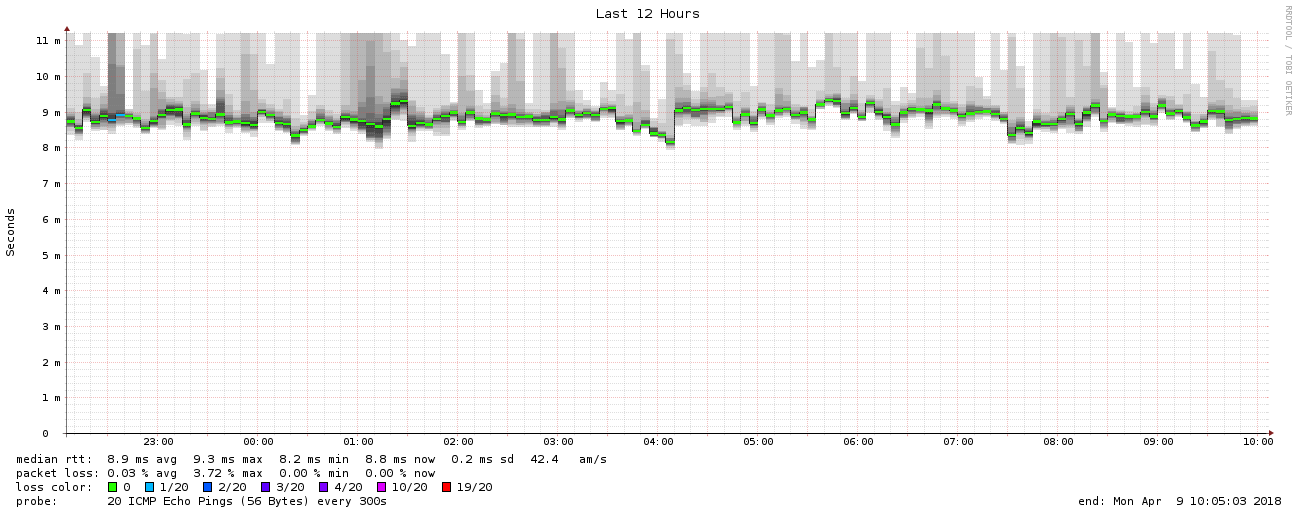 Last 12 Hours
RRDTOOL / TOBI OETIKER
Seconds
11 m
10 m
9 m
8 m
7 m
6 m
5 m
4 m
3 m
2 m
1 m
0
23:00 00:00 01:00 02:00 03:00 04:00 05:00 06:00 07:00 08:00 09:00 10:00
median rtt: 8.9 ms avg 9.3 ms max 8.2 ms min 8.8 ms now 0.2 ms sd 42.4 am/s
packet loss: 0.03 % avg 3.72 % max 0.00 % min 0.00 % now
loss color: 0 1/20 2/20 3/20 4/20 10/20 19/20
probe: 20 ICMP Echo Pings (56 Bytes) every 300s end: Mon Apr 9 10:05:03 2018